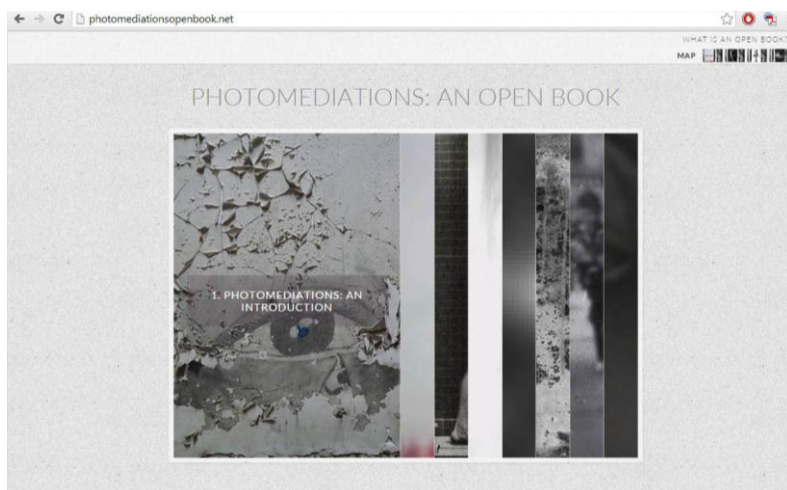 photomediationsopenbook.net
WHAT IS AN OPEN BOOK?
MAP
PHOTOMEDIATIONS: AN OPEN BOOK
1. PHOTOMEDIATIONS: AN
INTRODUCTION